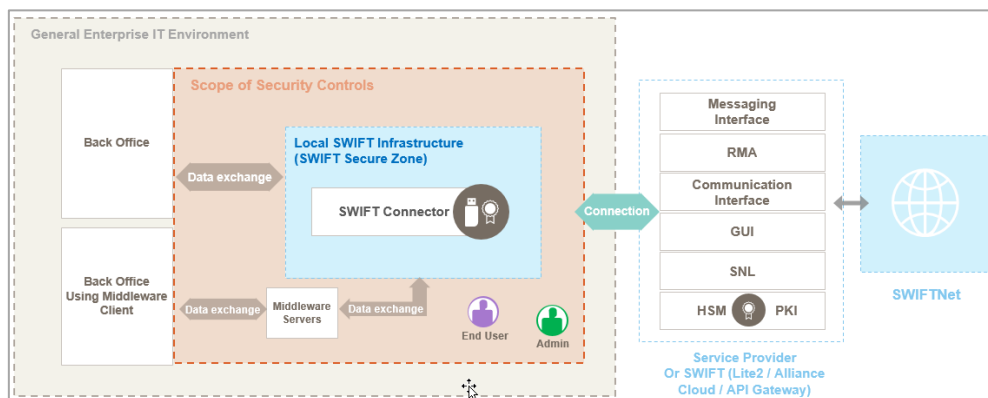 General Enterprise IT Environment
Scope of Security Controls
Back Office
Data exchange
Local SWIFT Infrastructure
(SWIFT Secure Zone)
SWIFT Connector
Back Office
Using Middleware
Client
Data exchange
Middleware
Servers
Data exchange
End User
Admin
Connection
Messaging
Interface
RMA
Communication
Interface
GUI
SNL
HSM
PKI
Service Provider
Or SWIFT (Lite2 / Alliance
Cloud / API Gateway)
SWIFTNet